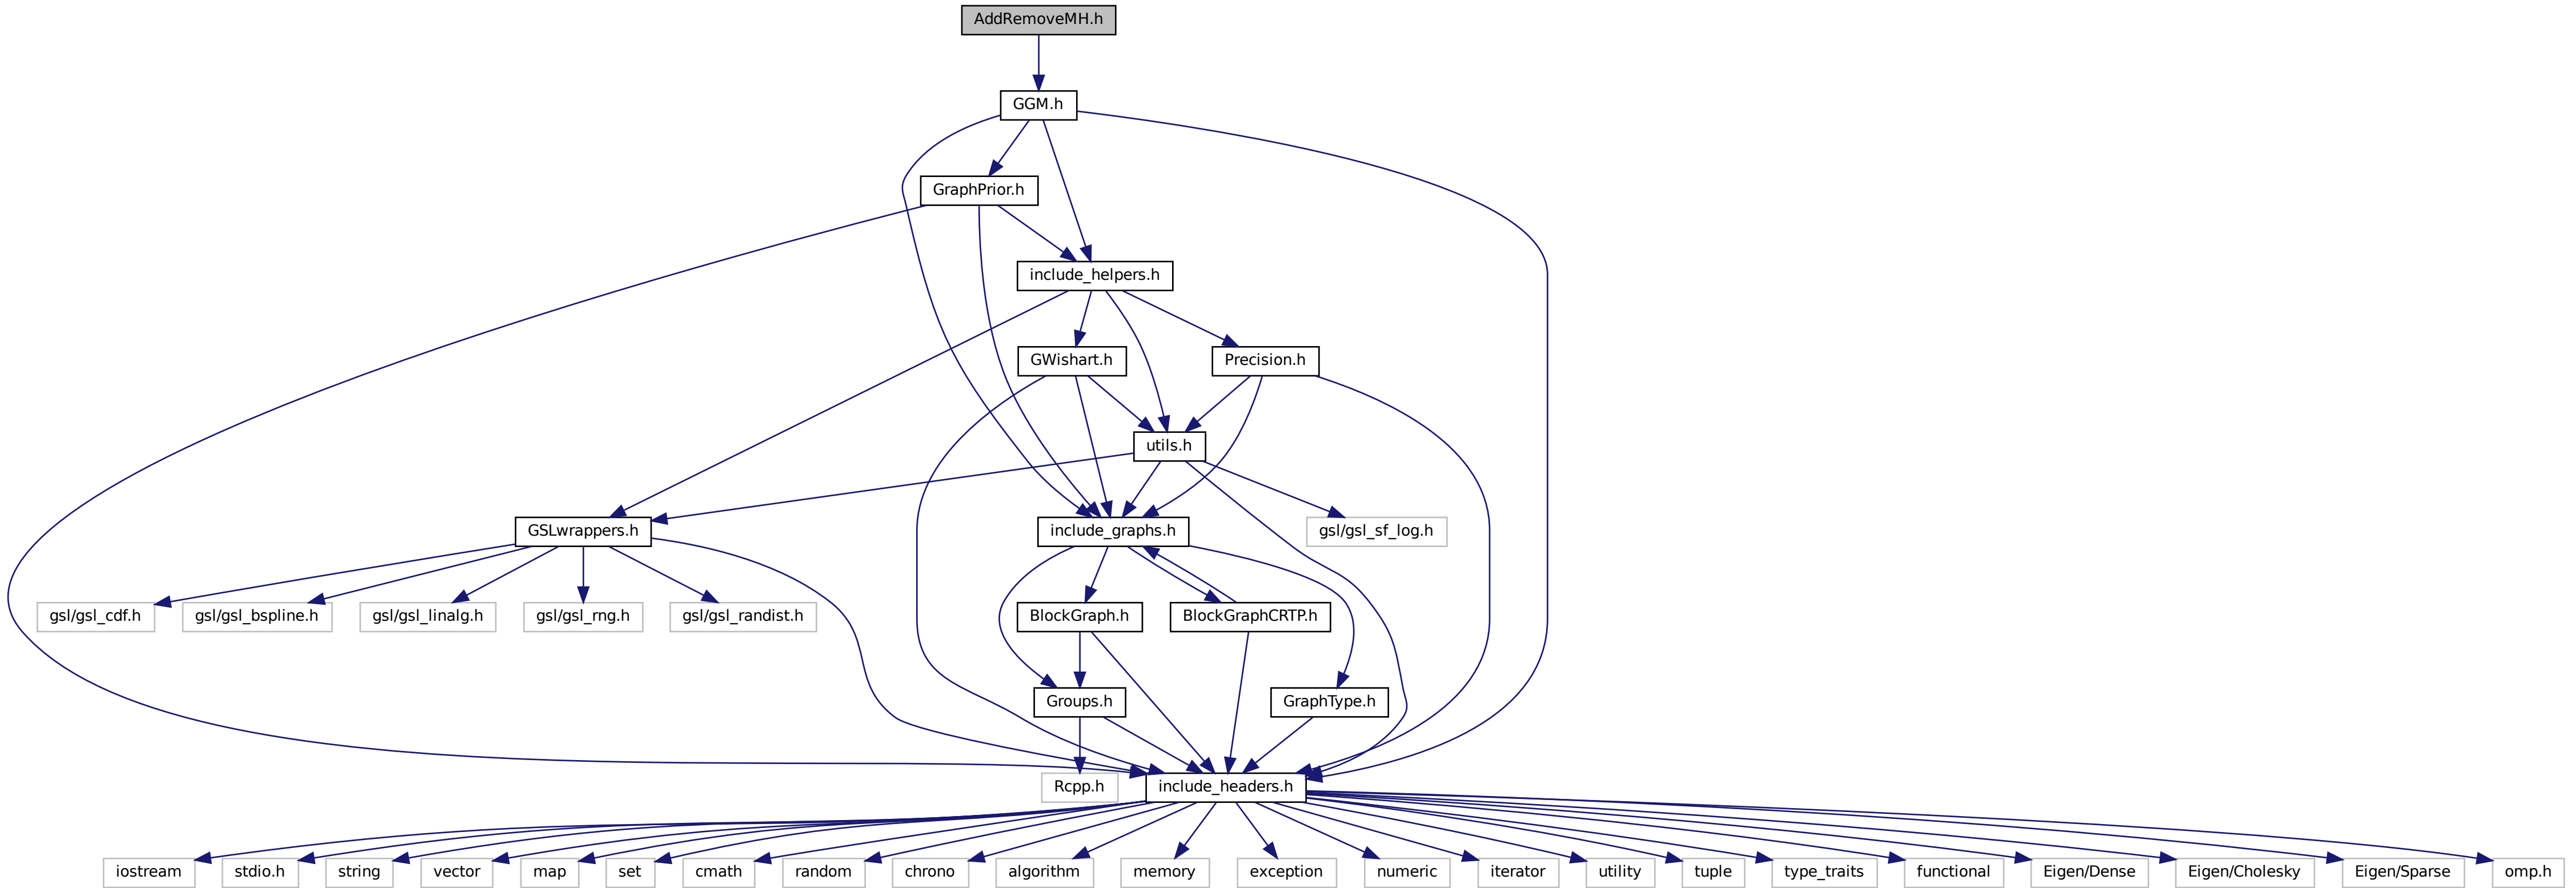 AddRemoveMH.h
GGM.h
GraphPrior.h
include_helpers.h
GWishart.h
Precision.h
utils.h
GSLwrappers.h
include_graphs.h
gsl/gsl_sf_log.h
gsl/gsl_cdf.h
gsl/gsl_bspline.h
gsl/gsl_linalg.h
gsl/gsl_rng.h
gsl/gsl_randist.h
BlockGraph.h
BlockGraphCRTP.h
Groups.h
GraphType.h
Rcpp.h
include_headers.h
iostream
stdio.h
string
vector
map
set
cmath
random
chrono
algorithm
memory
exception
numeric
iterator
utility
tuple
type_traits
functional
Eigen/Dense
Eigen/Cholesky
Eigen/Sparse
omp.h